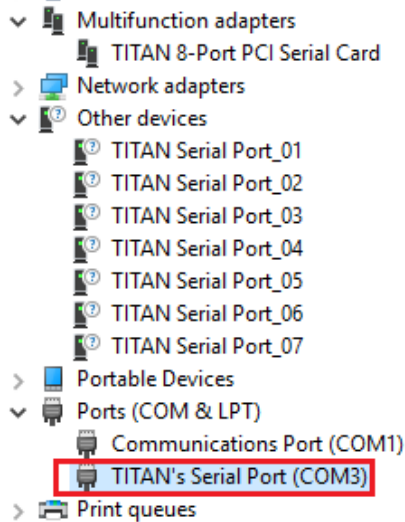 Multifunction adapters
TITAN 8-Port PCI Serial Card
Network adapters
Other devices
TITAN Serial Port_01
TITAN Serial Port_02
TITAN Serial Port_03
TITAN Serial Port_04
TITAN Serial Port_05
TITAN Serial Port_06
TITAN Serial Port_07
Portable Devices
Ports (COM & LPT)
Communications Port (COM1)
TITAN's Serial Port (COM3)
Print queues